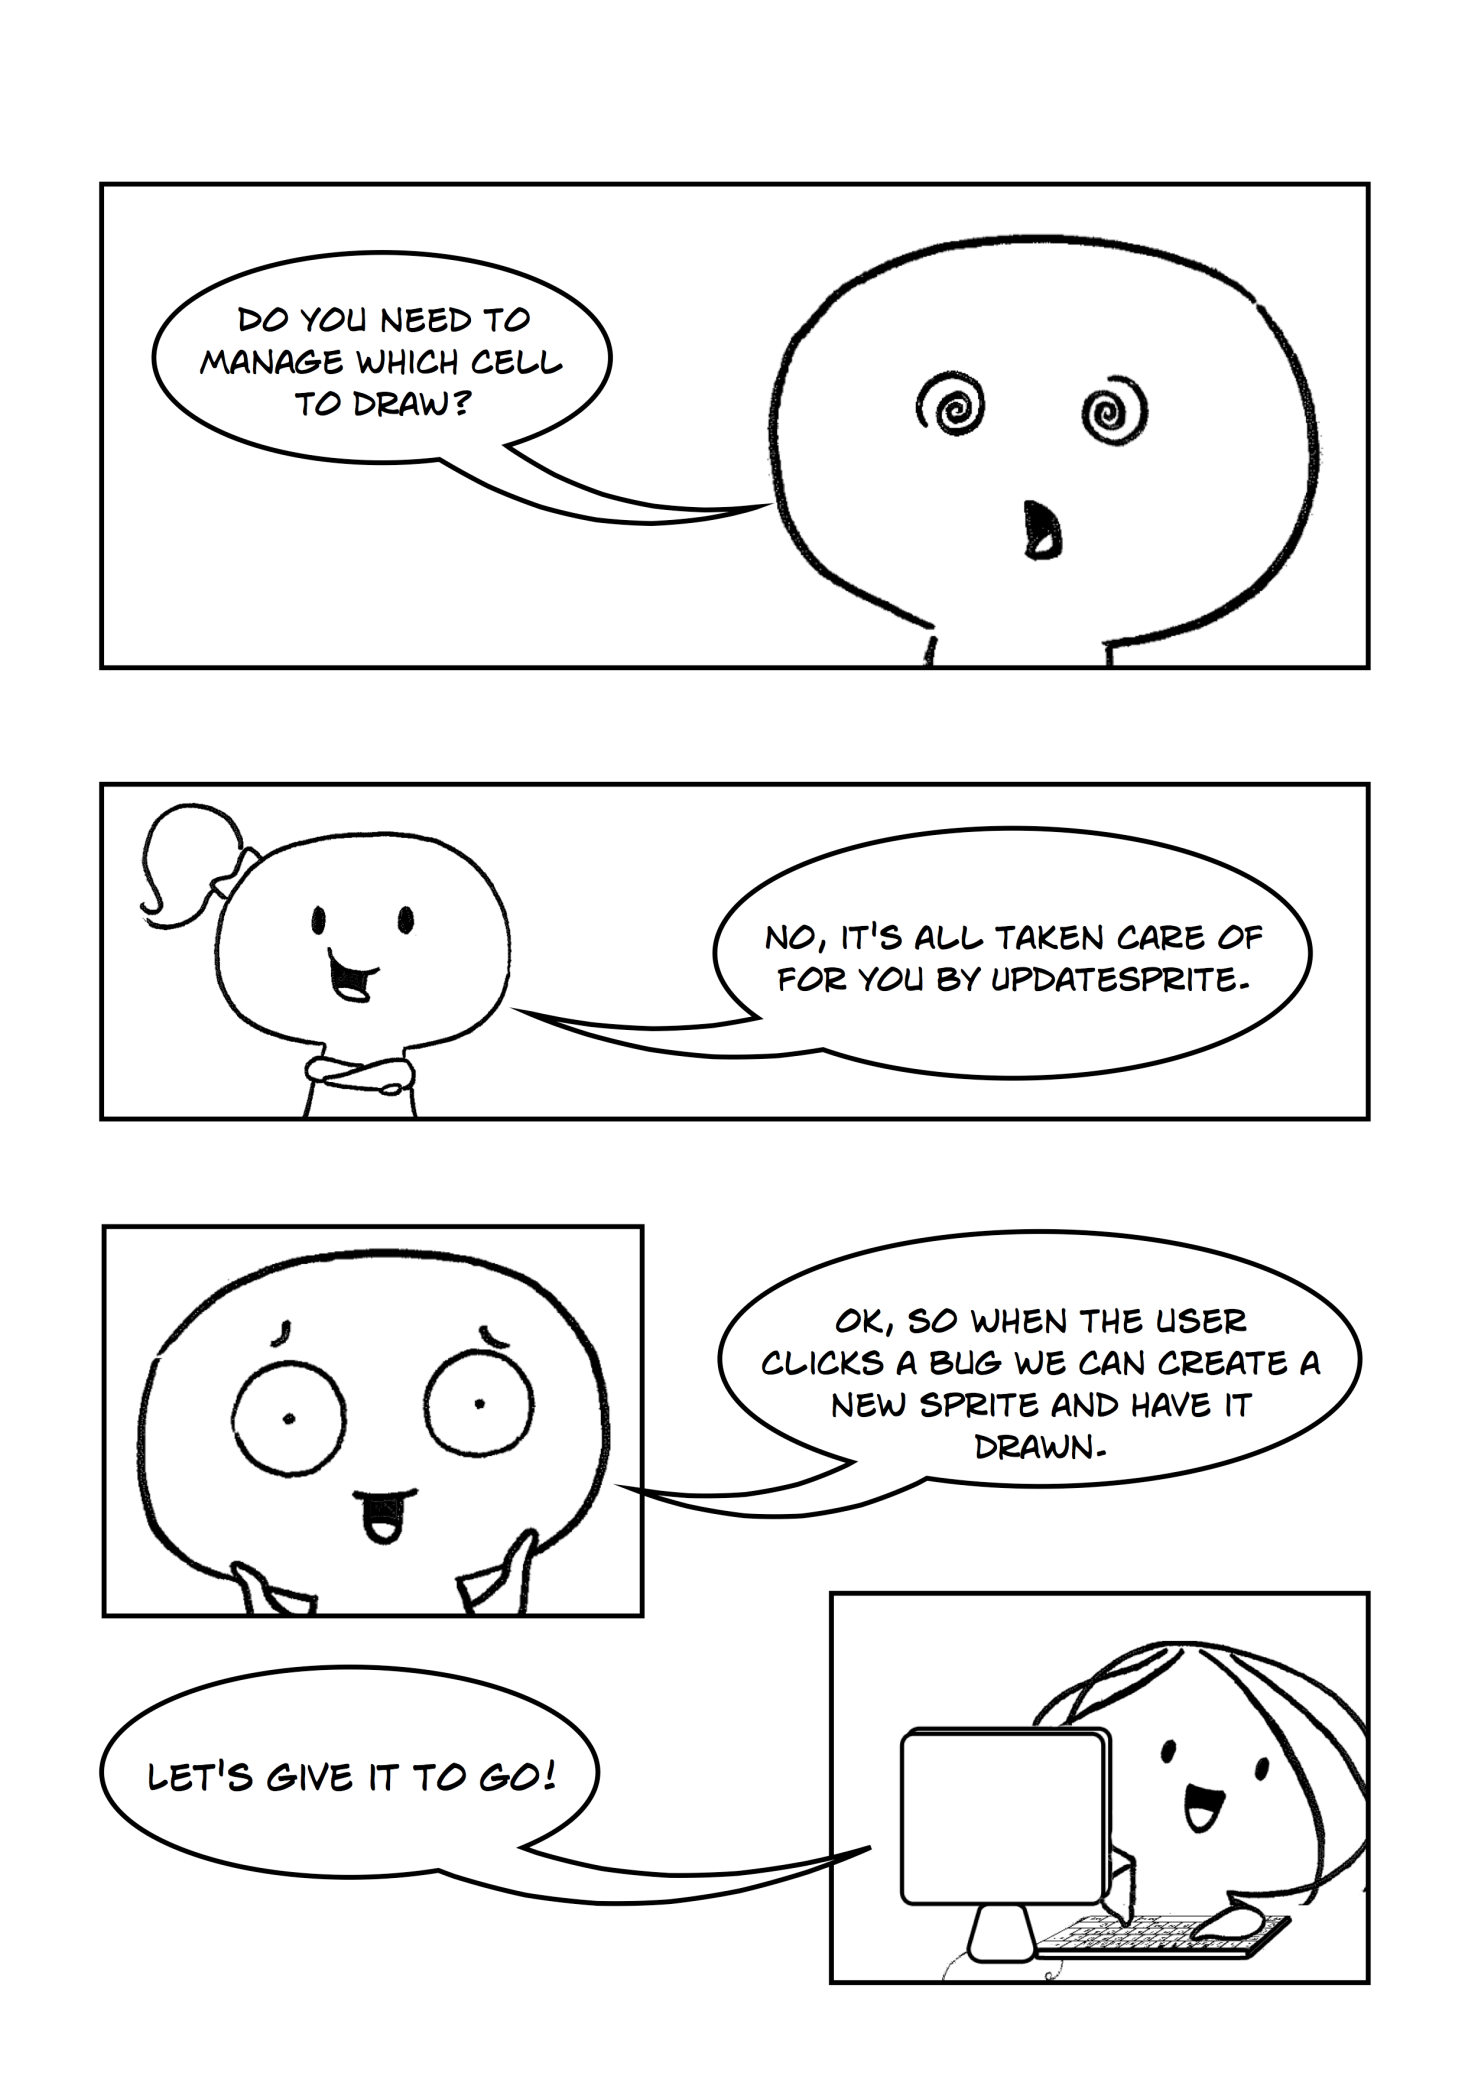 DO YOU NEED TO
MANAGE WHICH CELL
TO DRAW?
NO, IT'S ALL TAKEN CARE OF
FOR YOU BY UPDATESPRITE.
OK, SO WHEN THE USER
CLICKS A BUG WE CAN CREATE A
NEW SPRITE AND HAVE IT
DRAWN.
LET'S GIVE IT TO GO!